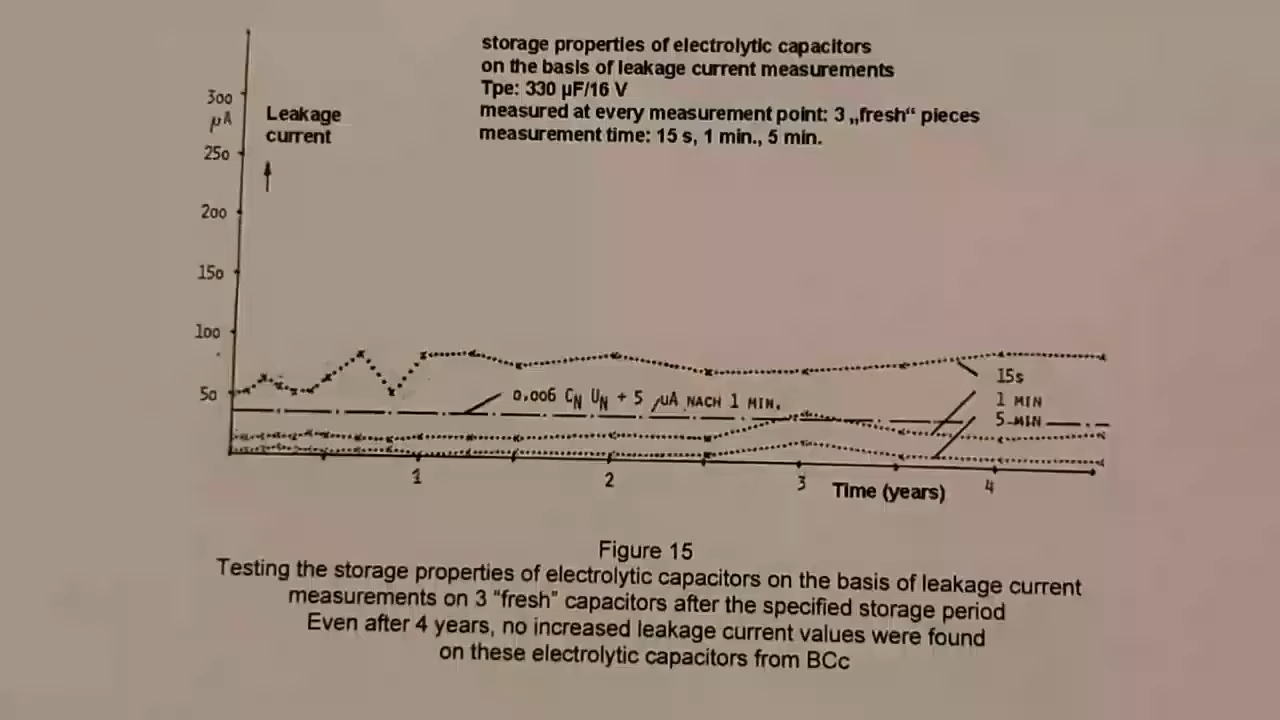 storage properties of electrolytic capacitors
on the basis of leakage current measurements
Tpe: 330 µF/16 V
measured at every measurement point: 3 „fresh“ pieces
measurement time: 15 s, 1 min., 5 min.
300
µA
Leakage
current
250
200
150
100
50
0.006 CN UN + 5 µA NACH 1 MIN.
15s
1 MIN
5-MIN
1
2
3
Time (years)
4
Figure 15
Testing the storage properties of electrolytic capacitors on the basis of leakage current
measurements on 3 "fresh" capacitors after the specified storage period
Even after 4 years, no increased leakage current values were found
on these electrolytic capacitors from BCc